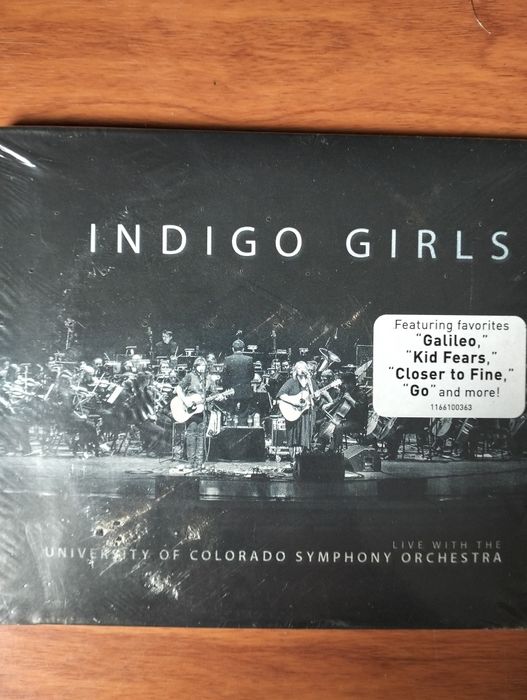 INDIGO GIRLS
Featuring favorites
"Galileo,"
"Kid Fears,"
"Closer to Fine,"
"Go" and more!
1166100363
LIVE WITH THE
UNIVERSITY OF COLORADO SYMPHONY ORCHESTRA